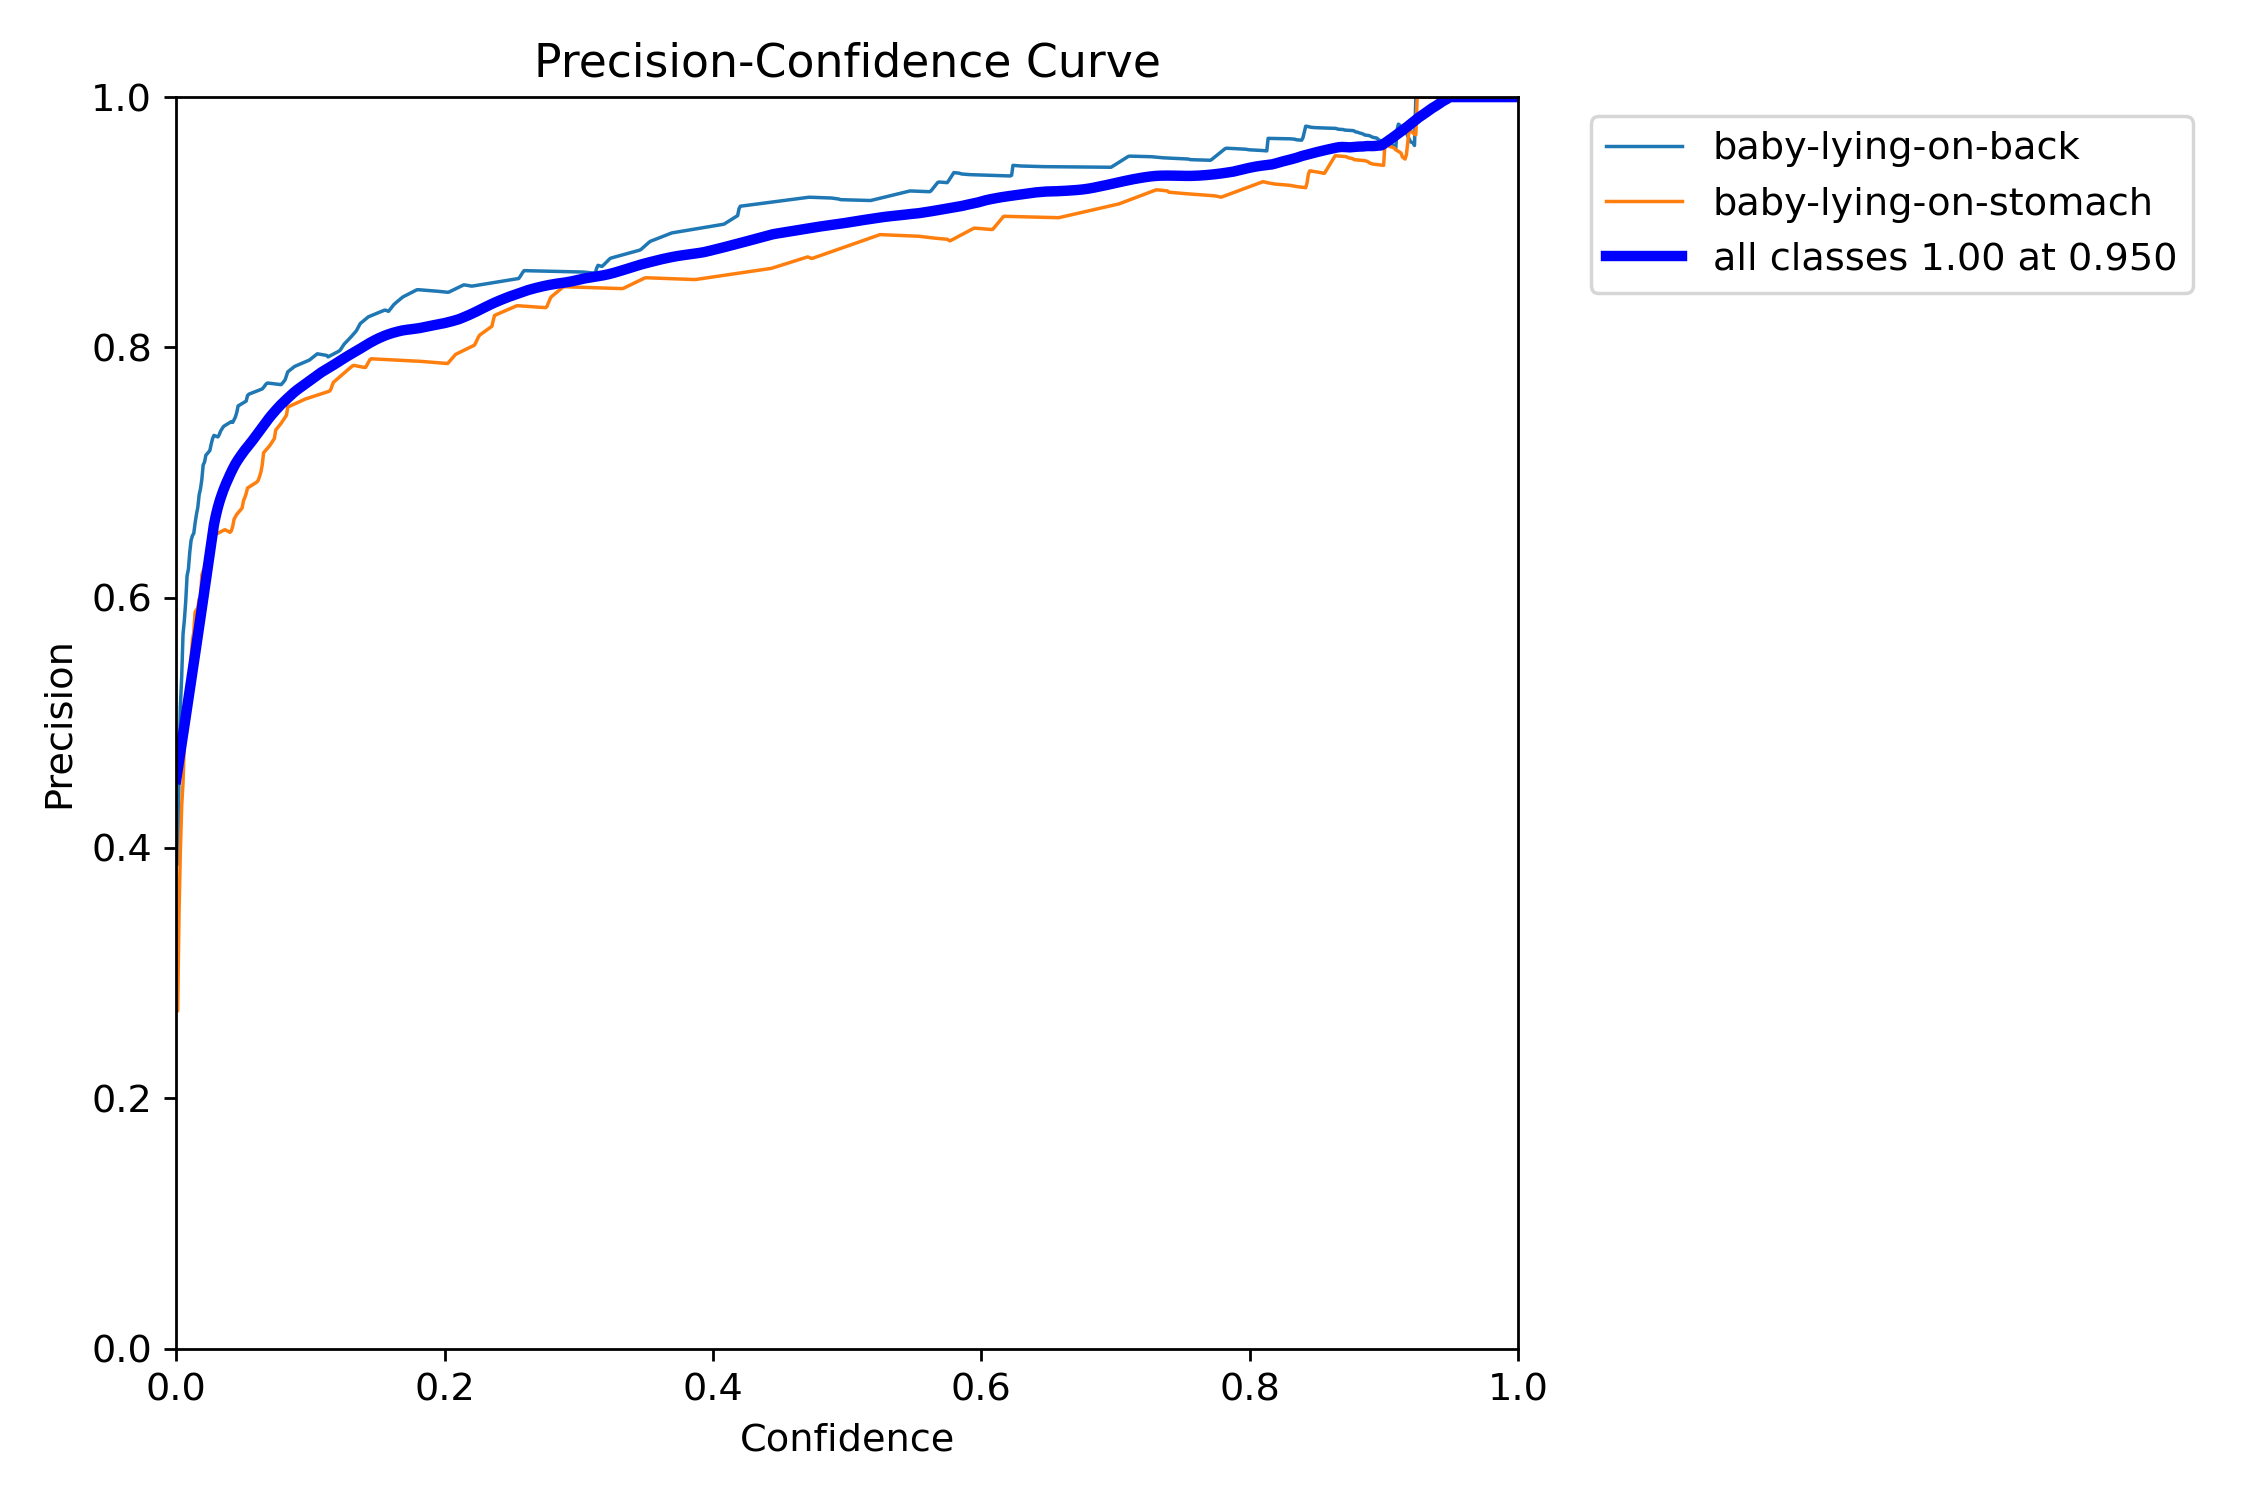 Precision-Confidence Curve
1.0
0.8
0.6
0.4
0.2
0.0
Precision
0.0 0.2 0.4 0.6 0.8 1.0
Confidence
baby-lying-on-back
baby-lying-on-stomach
all classes 1.00 at 0.950